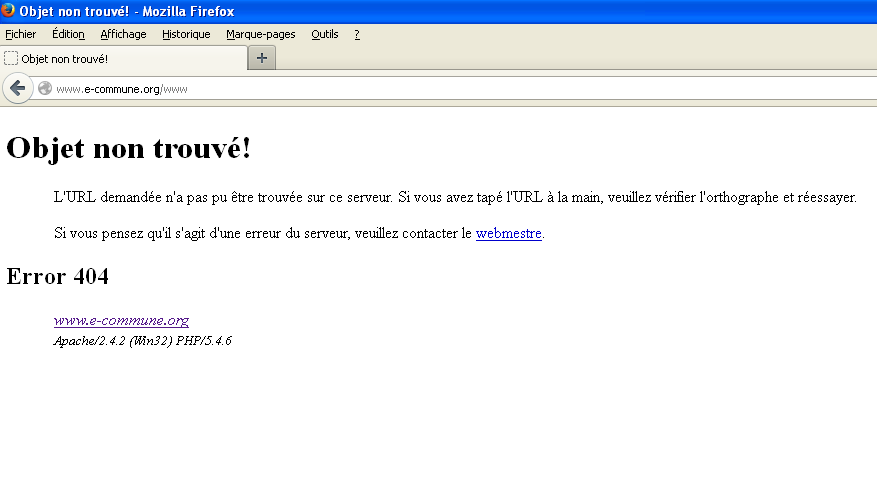 Objet non trouvé! - Mozilla Firefox
Fichier Édition Affichage Historique Marque-pages Outils ?
Objet non trouvé! +
www.e-commune.org/www
Objet non trouvé!
L'URL demandée n'a pas pu être trouvée sur ce serveur. Si vous avez tapé l'URL à la main, veuillez vérifier l'orthographe et réessayer.
Si vous pensez qu'il s'agit d'une erreur du serveur, veuillez contacter le webmestre.
Error 404
www.e-commune.org
Apache/2.4.2 (Win32) PHP/5.4.6